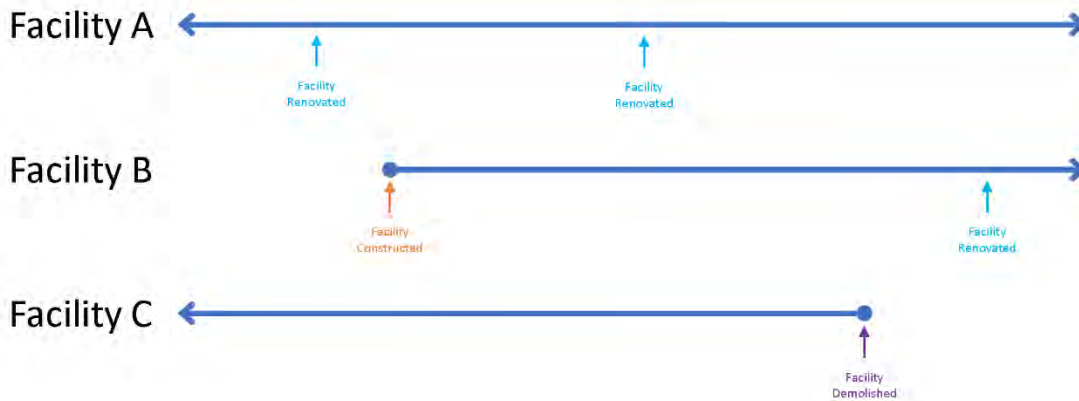 Facility A
Facility
Renovated
Facility
Renovated
Facility B
Facility
Constructed
Facility
Renovated
Facility C
Facility
Demolished